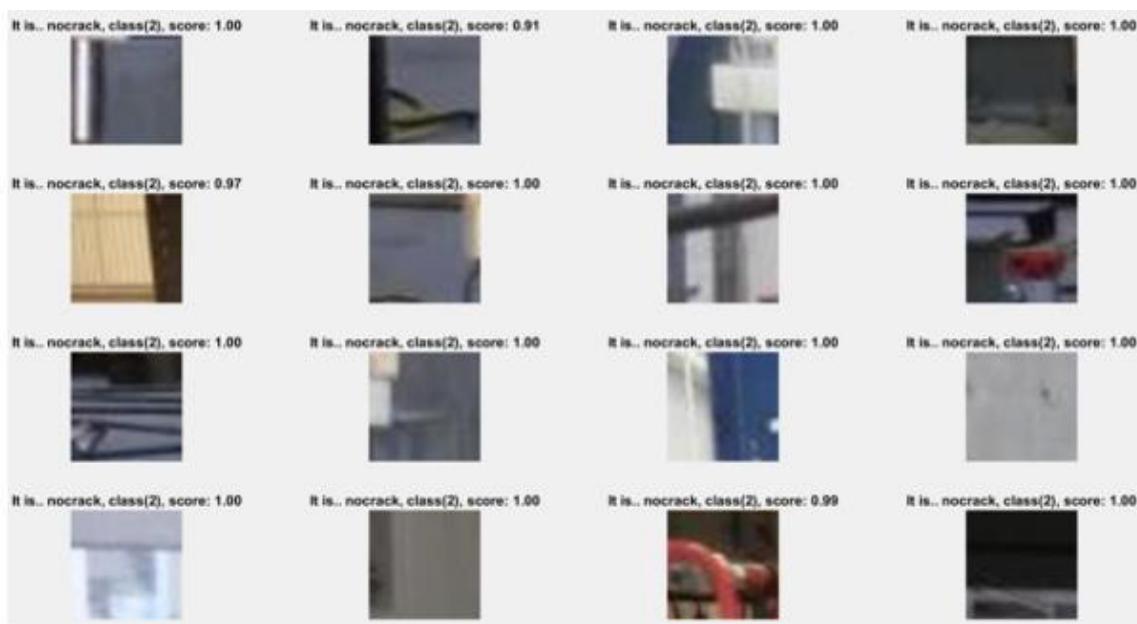 It is.. nocrack, class(2), score: 1.00
It is.. nocrack, class(2), score: 0.91
It is.. nocrack, class(2), score: 1.00
It is.. nocrack, class(2), score: 1.00
It is.. nocrack, class(2), score: 0.97
It is.. nocrack, class(2), score: 1.00
It is.. nocrack, class(2), score: 1.00
It is.. nocrack, class(2), score: 1.00
It is.. nocrack, class(2), score: 1.00
It is.. nocrack, class(2), score: 1.00
It is.. nocrack, class(2), score: 1.00
It is.. nocrack, class(2), score: 1.00
It is.. nocrack, class(2), score: 1.00
It is.. nocrack, class(2), score: 1.00
It is.. nocrack, class(2), score: 0.99
It is.. nocrack, class(2), score: 1.00